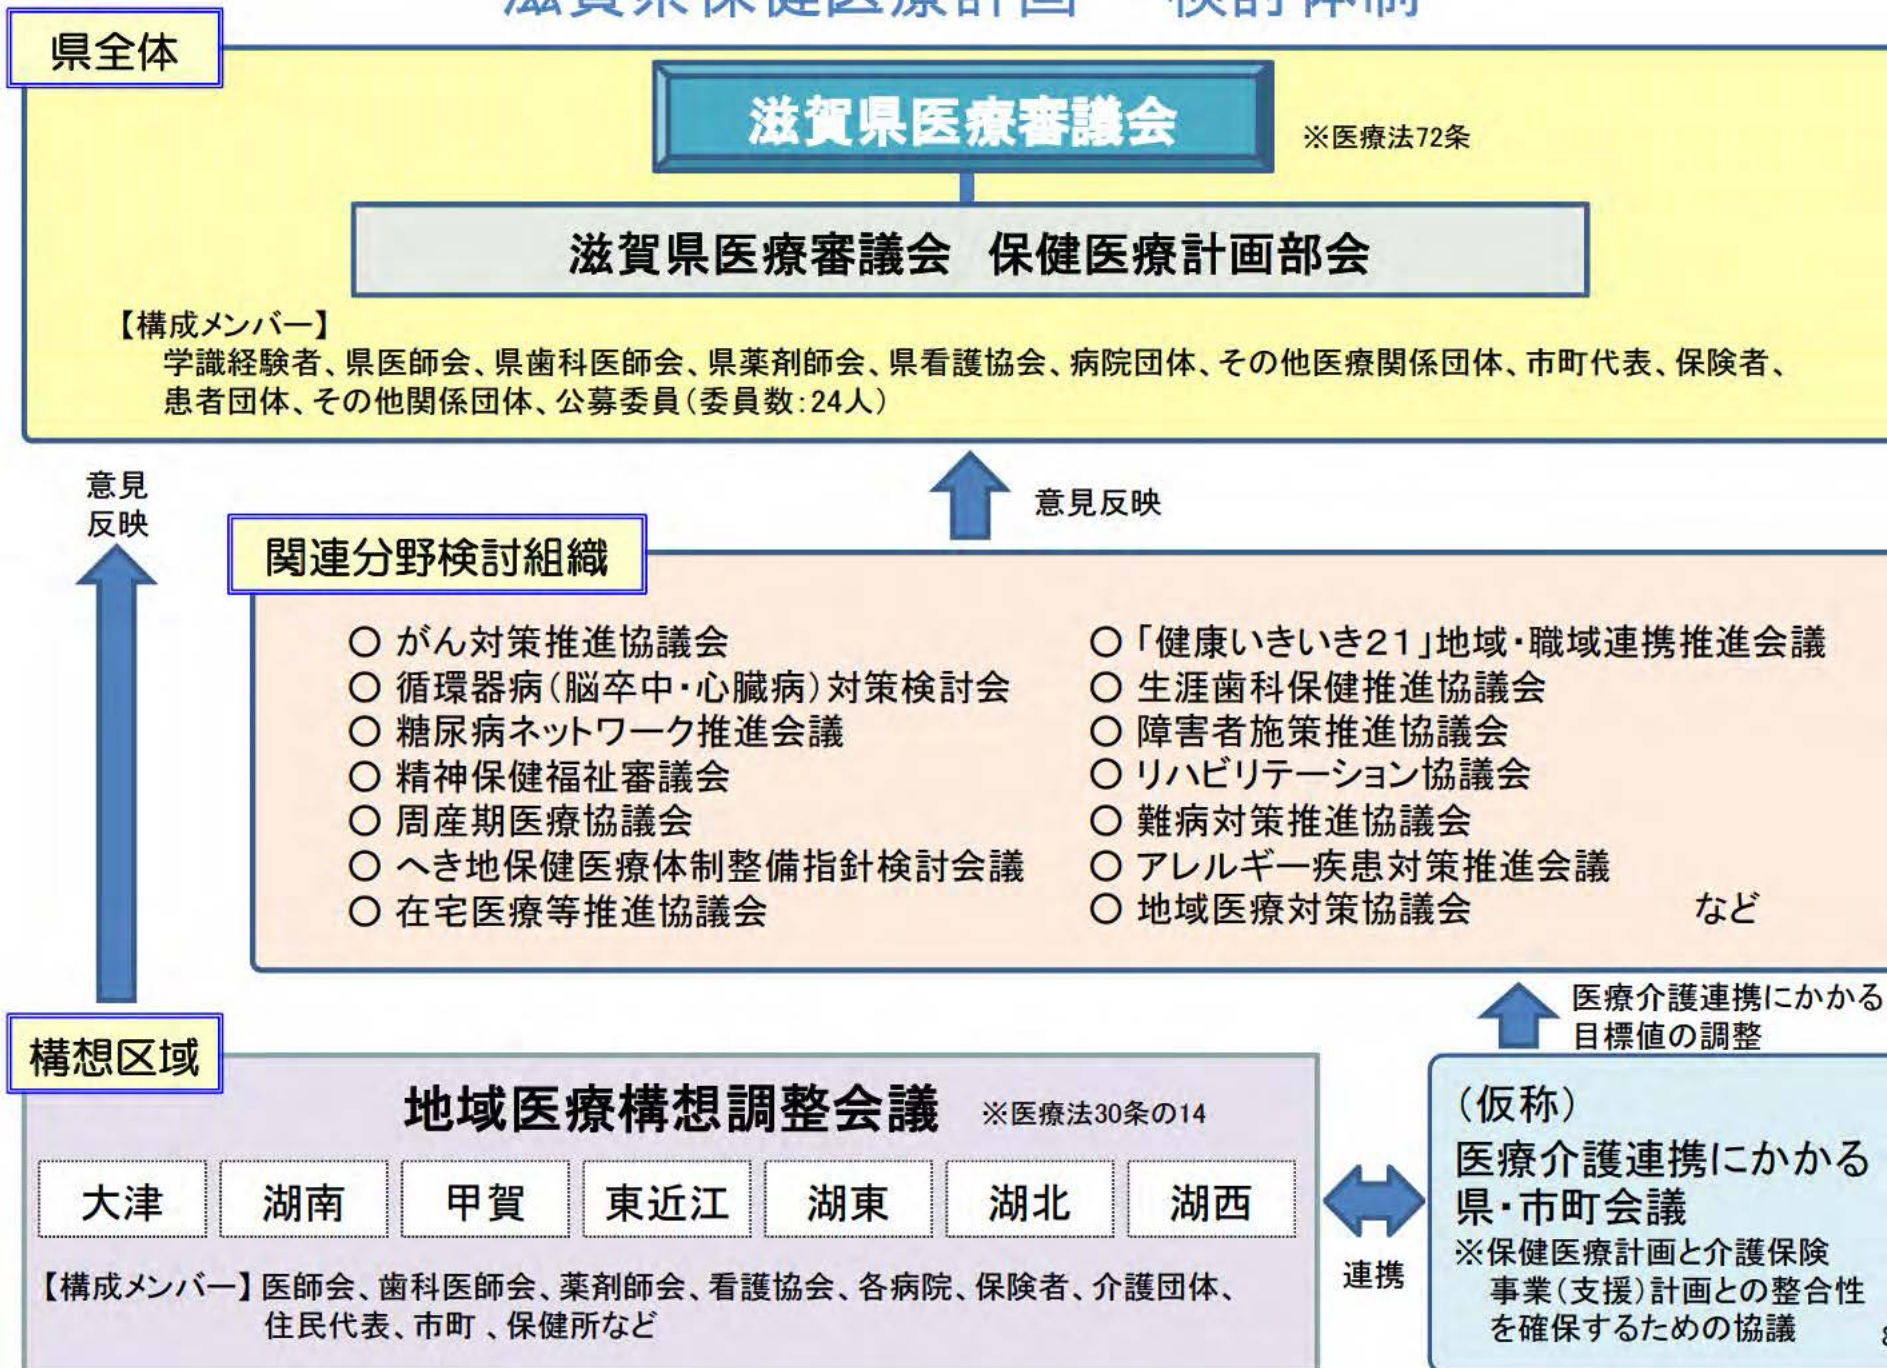 滋賀県保健医療計画　検討体制
県全体
滋賀県医療審議会
※医療法72条
滋賀県医療審議会　保健医療計画部会
【構成メンバー】
学識経験者、県医師会、県歯科医師会、県薬剤師会、県看護協会、病院団体、その他医療関係団体、市町代表、保険者、
患者団体、その他関係団体、公募委員（委員数：24人）
意見
反映
意見反映
関連分野検討組織
〇 がん対策推進協議会
〇 循環器病（脳卒中・心臓病）対策検討会
〇 糖尿病ネットワーク推進会議
〇 精神保健福祉審議会
〇 周産期医療協議会
〇 へき地保健医療体制整備指針検討会議
〇 在宅医療等推進協議会
〇 「健康いきいき２１」地域・職域連携推進会議
〇 生涯歯科保健推進協議会
〇 障害者施策推進協議会
〇 リハビリテーション協議会
〇 難病対策推進協議会
〇 アレルギー疾患対策推進会議
〇 地域医療対策協議会　など
医療介護連携にかかる
目標値の調整
構想区域
地域医療構想調整会議　※医療法30条の14
大津　湖南　甲賀　東近江　湖東　湖北　湖西
【構成メンバー】医師会、歯科医師会、薬剤師会、看護協会、各病院、保険者、介護団体、
住民代表、市町 、保健所など
連携
（仮称）
医療介護連携にかかる
県・市町会議
※保健医療計画と介護保険
事業（支援）計画との整合性
を確保するための協議